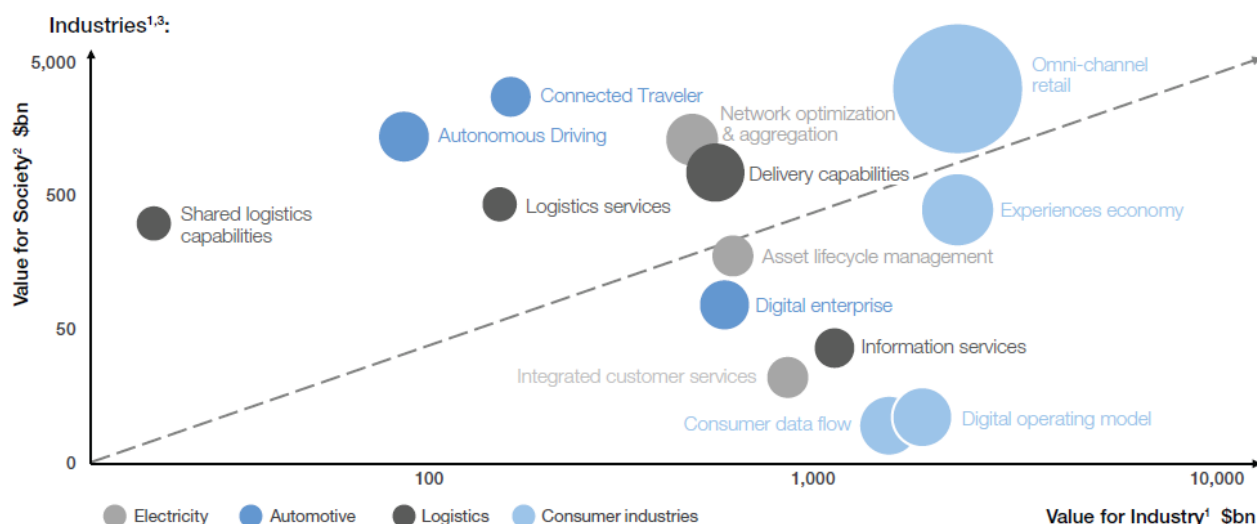 Industries¹,³:
Value for Society² $bn
5,000
500
50
0
Omni-channel
retail
Connected Traveler
Network optimization
& aggregation
Autonomous Driving
Delivery capabilities
Logistics services
Experiences economy
Shared logistics
capabilities
Asset lifecycle management
Digital enterprise
Information services
Integrated customer services
Consumer data flow
Digital operating model
100
1,000
10,000
Electricity
Automotive
Logistics
Consumer industries
Value for Industry¹ $bn